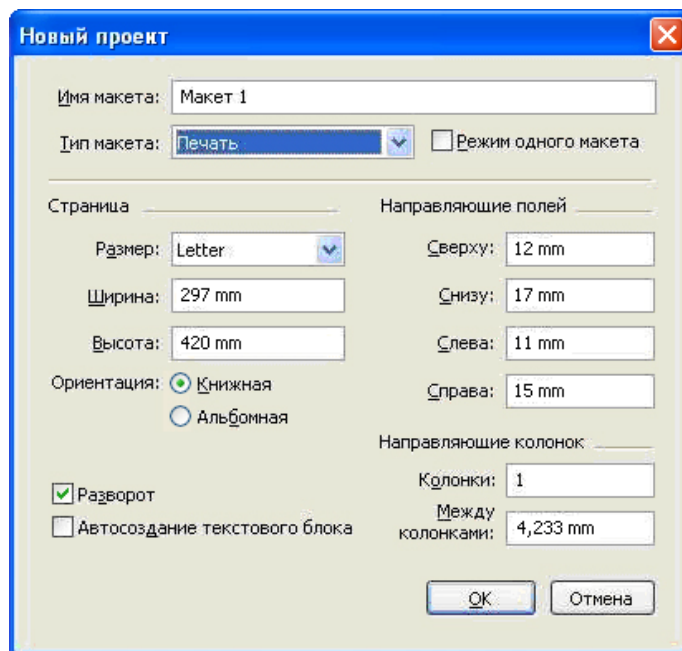 Новый проект
Имя макета: Макет 1
Тип макета: Печать Режим одного макета
Страница Направляющие полей
Размер: Letter Сверху: 12 mm
Ширина: 297 mm Снизу: 17 mm
Высота: 420 mm Слева: 11 mm
Ориентация: Книжная Справа: 15 mm
Альбомная
Направляющие колонок
Колонки: 1
Разворот
Между
колонками: 4,233 mm
Автосоздание текстового блока
OK Отмена